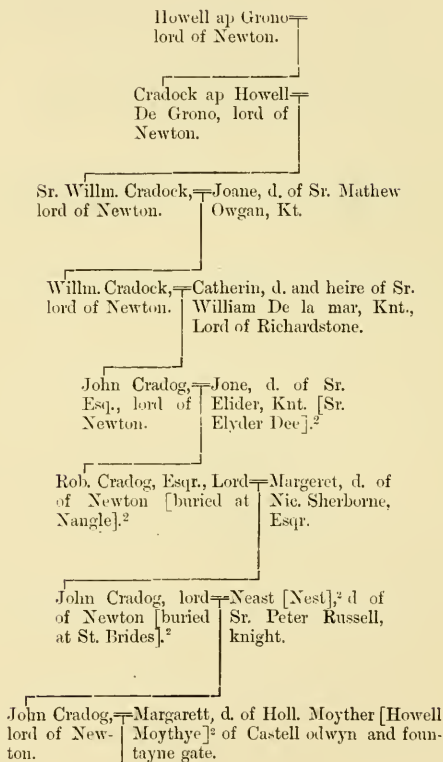 Howell ap Grono
lord of Newton.
Cradock ap Howell
De Grono, lord of
Newton.
Sr. Willm. Cradock,
lord of Newton.
Joane, d. of Sr. Mathew
Owgan, Kt.
Willm. Cradock,
lord of Newton.
Catherin, d. and heire of Sr.
William De la mar, Knt.,
Lord of Richardstone.
John Cradog,
Esq., lord of
Newton.
Jone, d. of Sr.
Elider, Knt. [Sr.
Elyder Dee].²
Rob. Cradog, Esqr., Lord
of Newton [buried at
Nangle].²
Margeret, d. of
Nic. Sherborne,
Esqr.
John Cradog, lord
of Newton [buried
at St. Brides].²
Neast [Nest],² d of
Sr. Peter Russell,
knight.
John Cradog,
lord of New-
ton.
Margarett, d. of Holl. Moyther [Howell
Moythye]² of Castell odwyn and foun-
tayne gate.